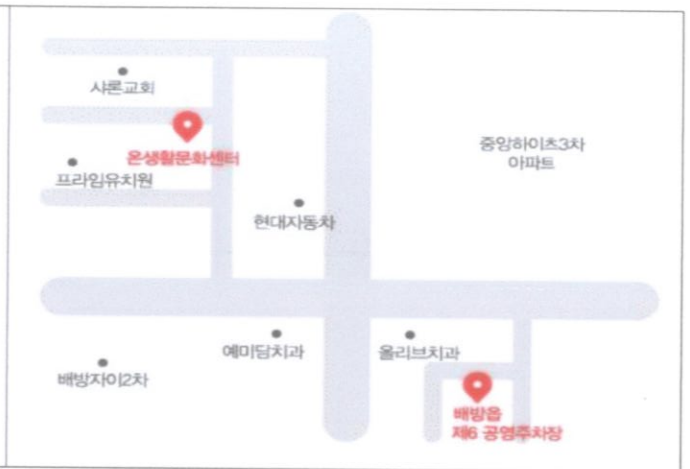 샤론교회
온생활문화센터
중앙하이츠3차
아파트
프라임유치원
현대자동차
예미담치과
올리브치과
배방자이2차
배방읍
제6 공영주차장